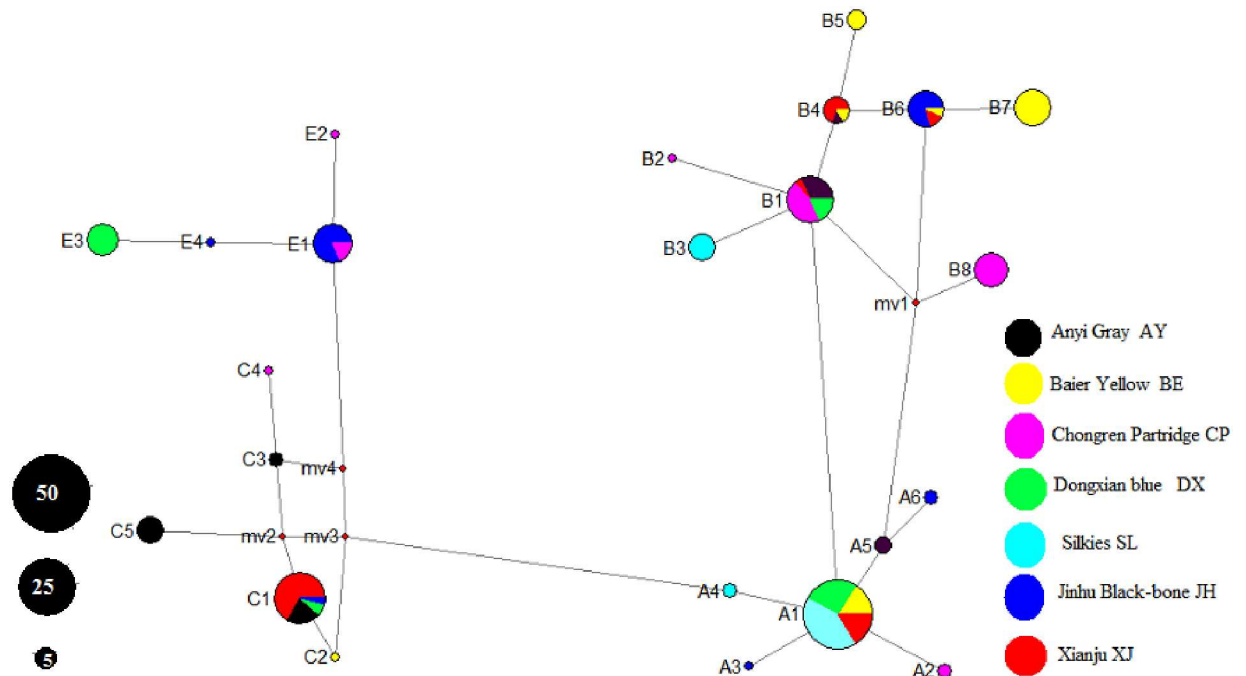 B5
B4
B6
B7
E2
B2
B1
E3
E4
E1
B3
B8
mv1
Anyi Gray AY
C4
Baier Yellow BE
Chongren Partridge CP
C3
mv4
50
A6
Dongxian blue DX
C5
mv2
mv3
A5
Silkies SL
25
C1
A4
A1
Jinhu Black-bone JH
5
C2
A3
A2
Xianju XJ